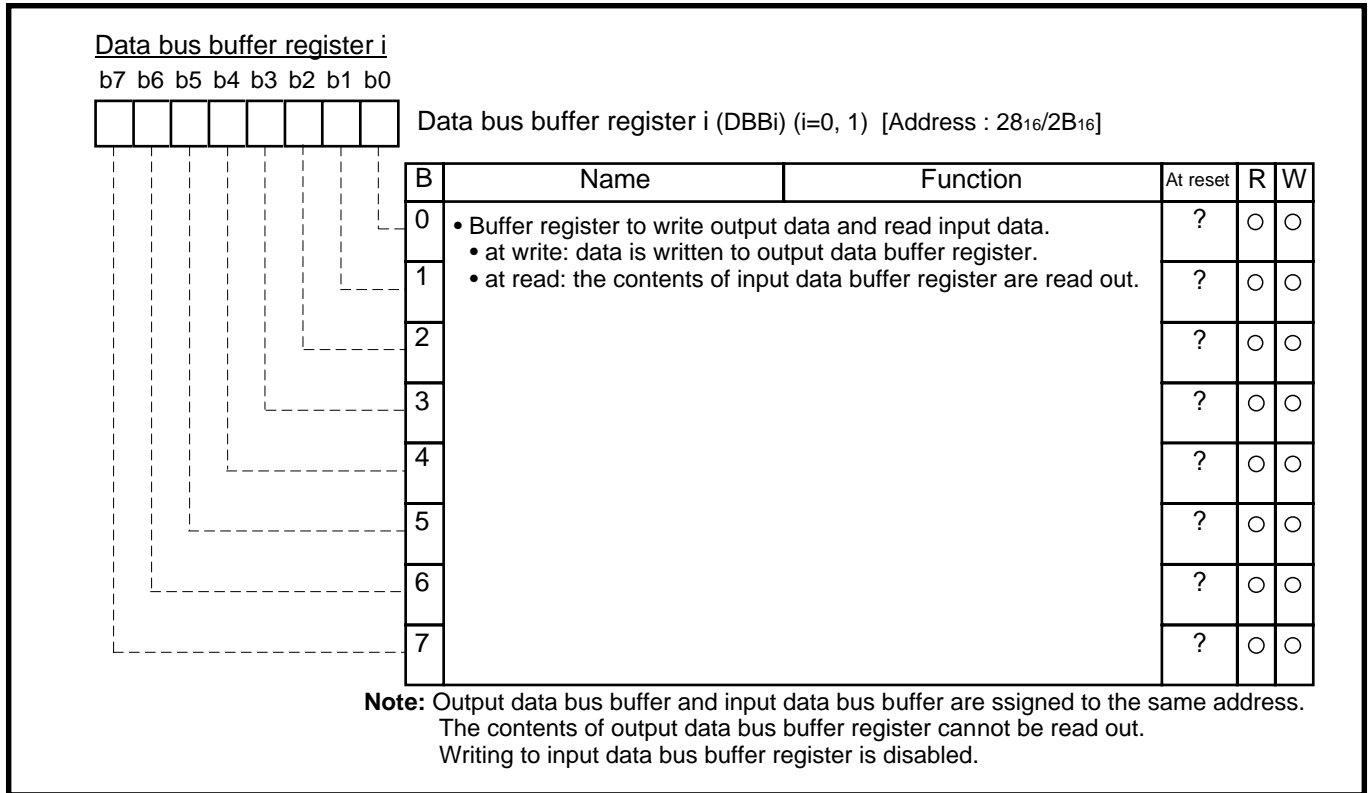 Data bus buffer register i
b7 b6 b5 b4 b3 b2 b1 b0
Data bus buffer register i (DBBi) (i=0, 1) [Address : 28₁₆/2B₁₆]
B Name Function At reset R W
0 • Buffer register to write output data and read input data. ? ○ ○
• at write: data is written to output data buffer register.
1 • at read: the contents of input data buffer register are read out. ? ○ ○
2 ? ○ ○
3 ? ○ ○
4 ? ○ ○
5 ? ○ ○
6 ? ○ ○
7 ? ○ ○
Note: Output data bus buffer and input data bus buffer are ssigned to the same address.
The contents of output data bus buffer register cannot be read out.
Writing to input data bus buffer register is disabled.